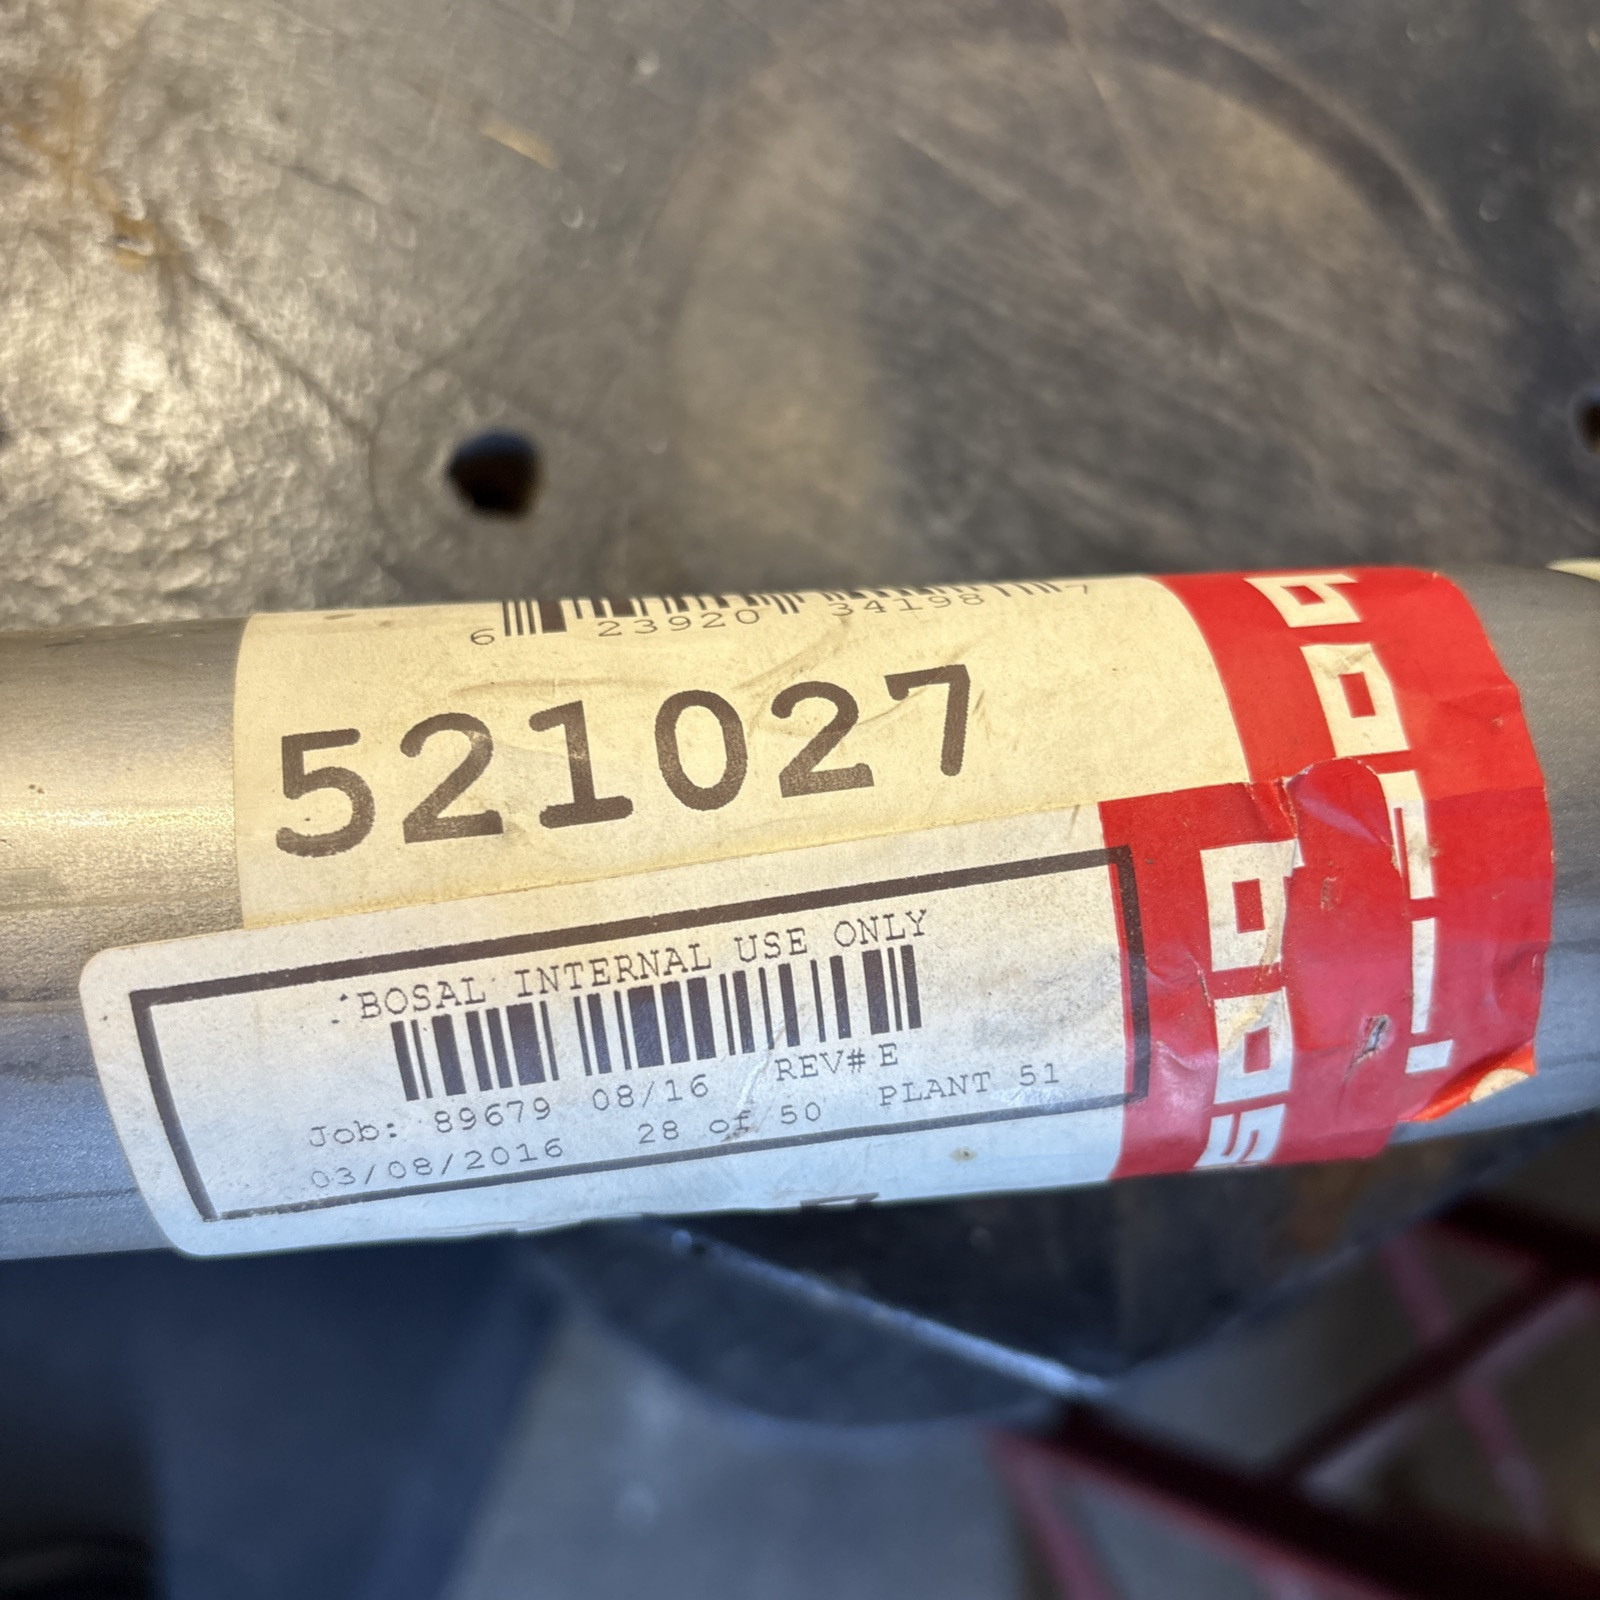 6 23920 34198 7
521027
BOSAL INTERNAL USE ONLY
Job: 89679 08/16 REV# E
03/08/2016 28 of 50 PLANT 51